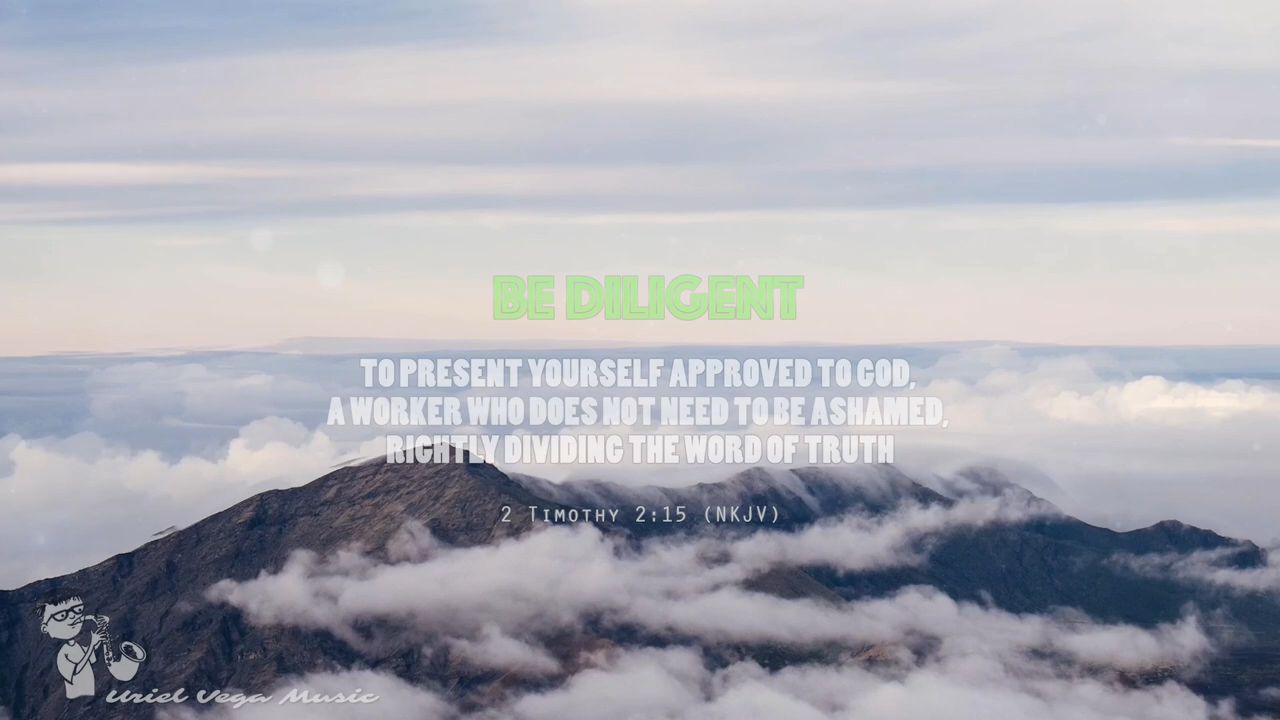 BE DILIGENT
TO PRESENT YOURSELF APPROVED TO GOD,
A WORKER WHO DOES NOT NEED TO BE ASHAMED,
RIGHTLY DIVIDING THE WORD OF TRUTH
2 Timothy 2:15 (NKJV)
Uriel Vega Music